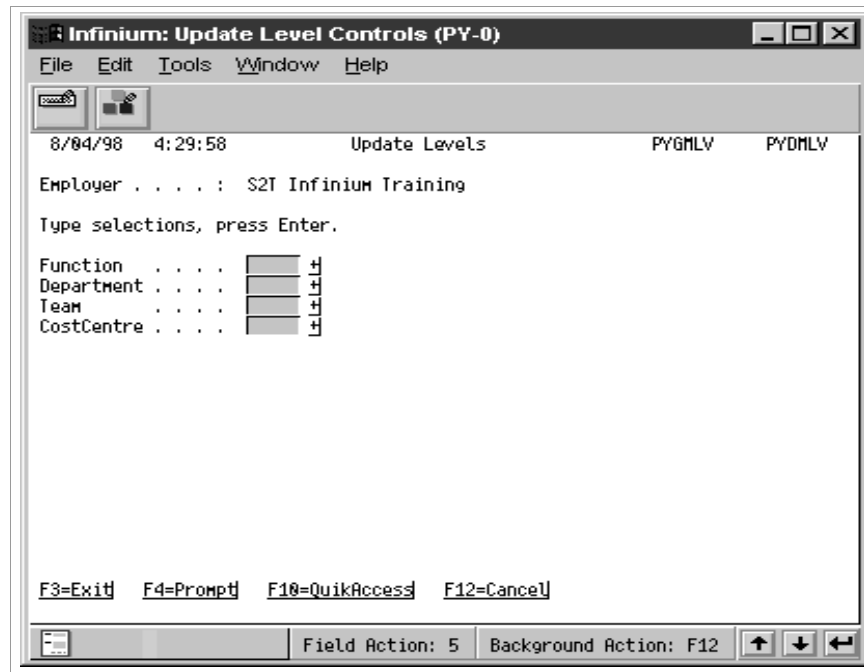 Infinium: Update Level Controls (PY-0)
File Edit Tools Window Help
8/04/98 4:29:58 Update Levels PYGMLV PYDMLV
Employer . . . . : S2T Infinium Training
Type selections, press Enter.
Function . . . .
Department . . . .
Team . . . .
CostCentre . . . .
F3=Exit F4=Prompt F10=QuikAccess F12=Cancel
Field Action: 5 Background Action: F12